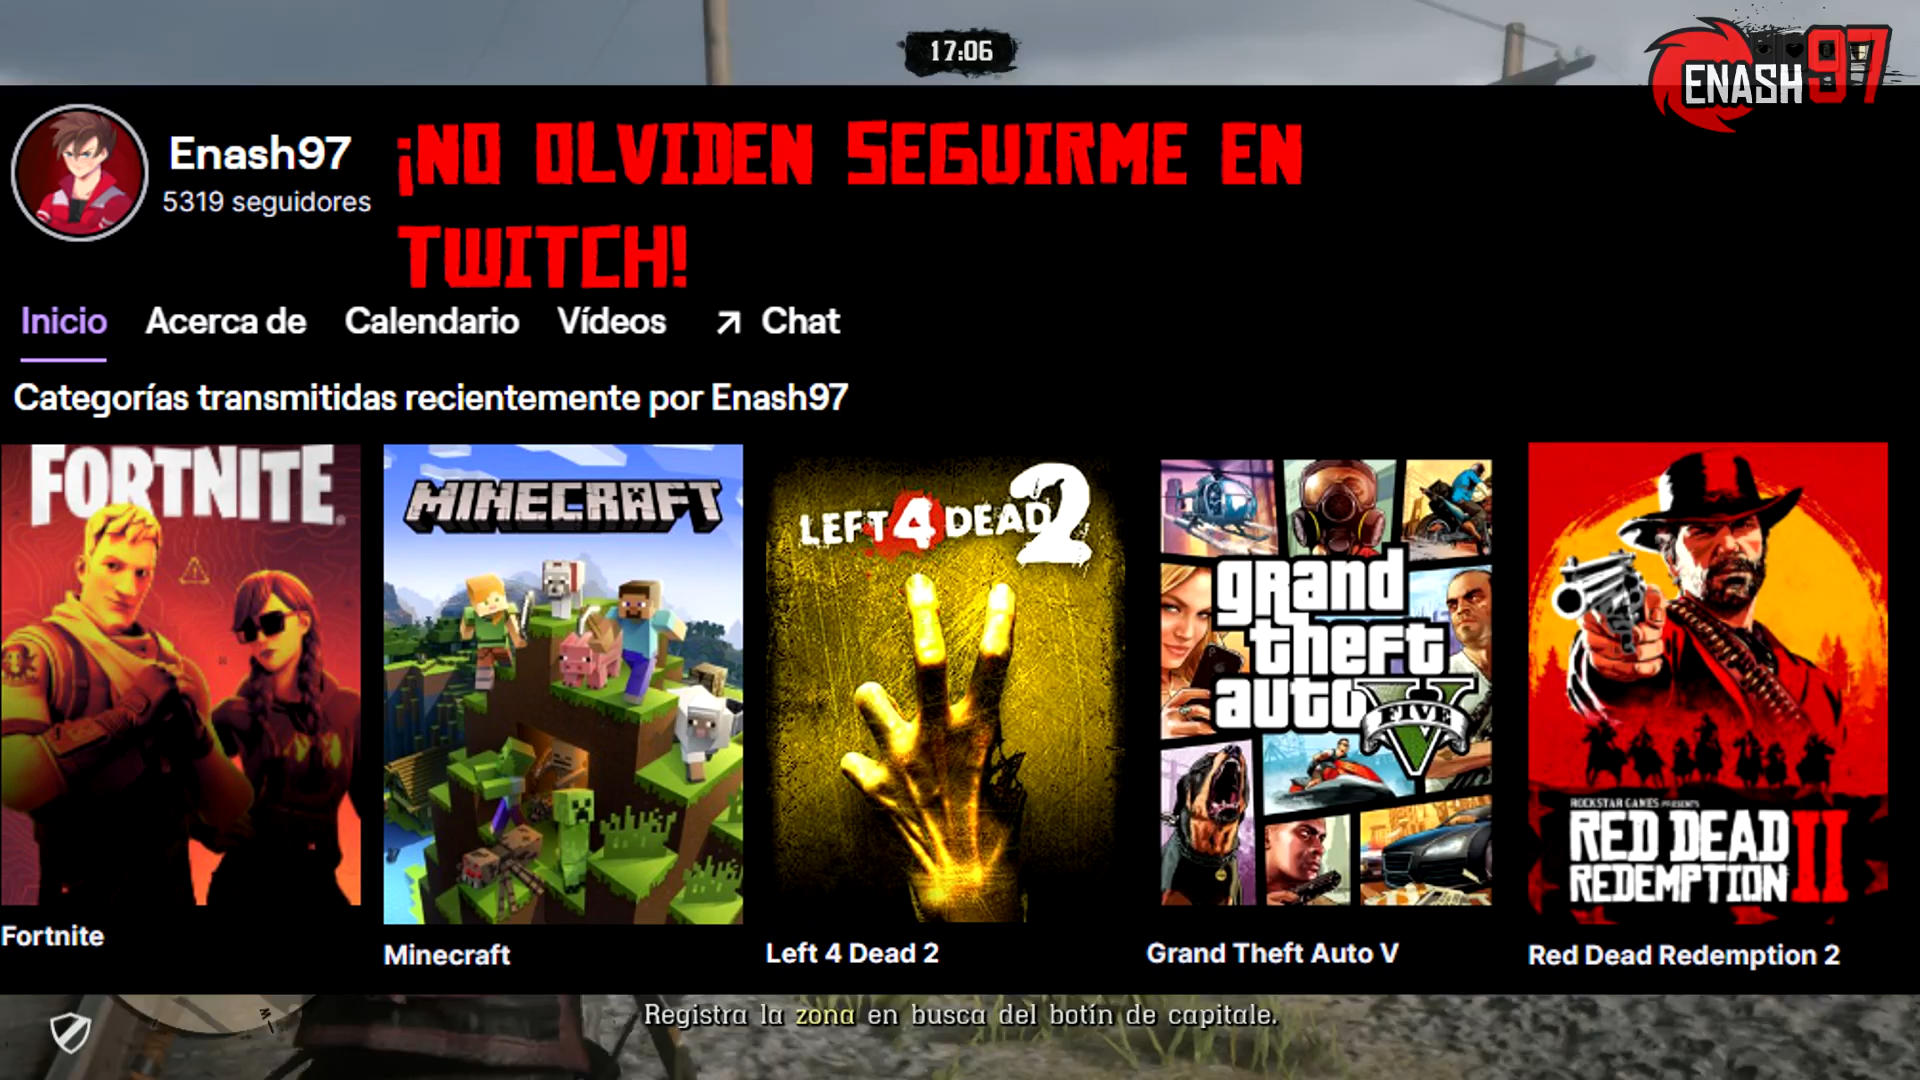 17:06
ENASH97
Enash97
5319 seguidores
¡NO OLVIDEN SEGUIRME EN
TWITCH!
Inicio Acerca de Calendario Vídeos Chat
Categorías transmitidas recientemente por Enash97
FORTNITE
MINECRAFT
LEFT 4 DEAD 2
grand
theft
auto V
FIVE
ROCKSTAR GAMES PRESENTS
RED DEAD
REDEMPTION II
Fortnite
Minecraft
Left 4 Dead 2
Grand Theft Auto V
Red Dead Redemption 2
Registra la zona en busca del botín de capitale.